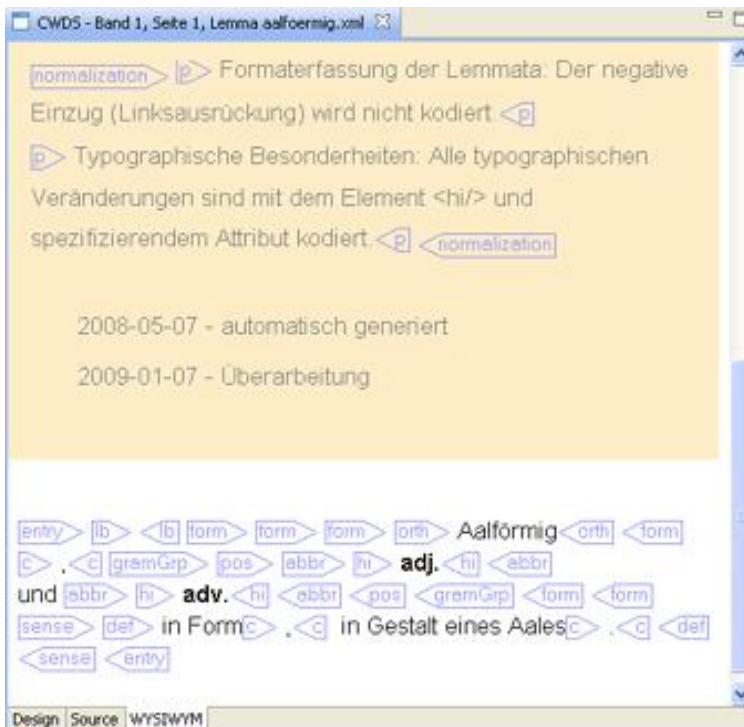 CWDS - Band 1, Seite 1, Lemma aalfoermig.xml
normalization p Formaterfassung der Lemmata: Der negative
Einzug (Linksausrückung) wird nicht kodiert p
p Typographische Besonderheiten: Alle typographischen
Veränderungen sind mit dem Element <hi/> und
spezifizierendem Attribut kodiert. p normalization
2008-05-07 - automatisch generiert
2009-01-07 - Überarbeitung
entry lb lb form form form orth Aalförmig orth form
c , c gramGrp pos abbr hi adj. hi abbr
und abbr hi adv. hi abbr pos gramGrp form form
sense def in Form c , c in Gestalt eines Aales c . c def
sense entry
Design Source WYSIWYM